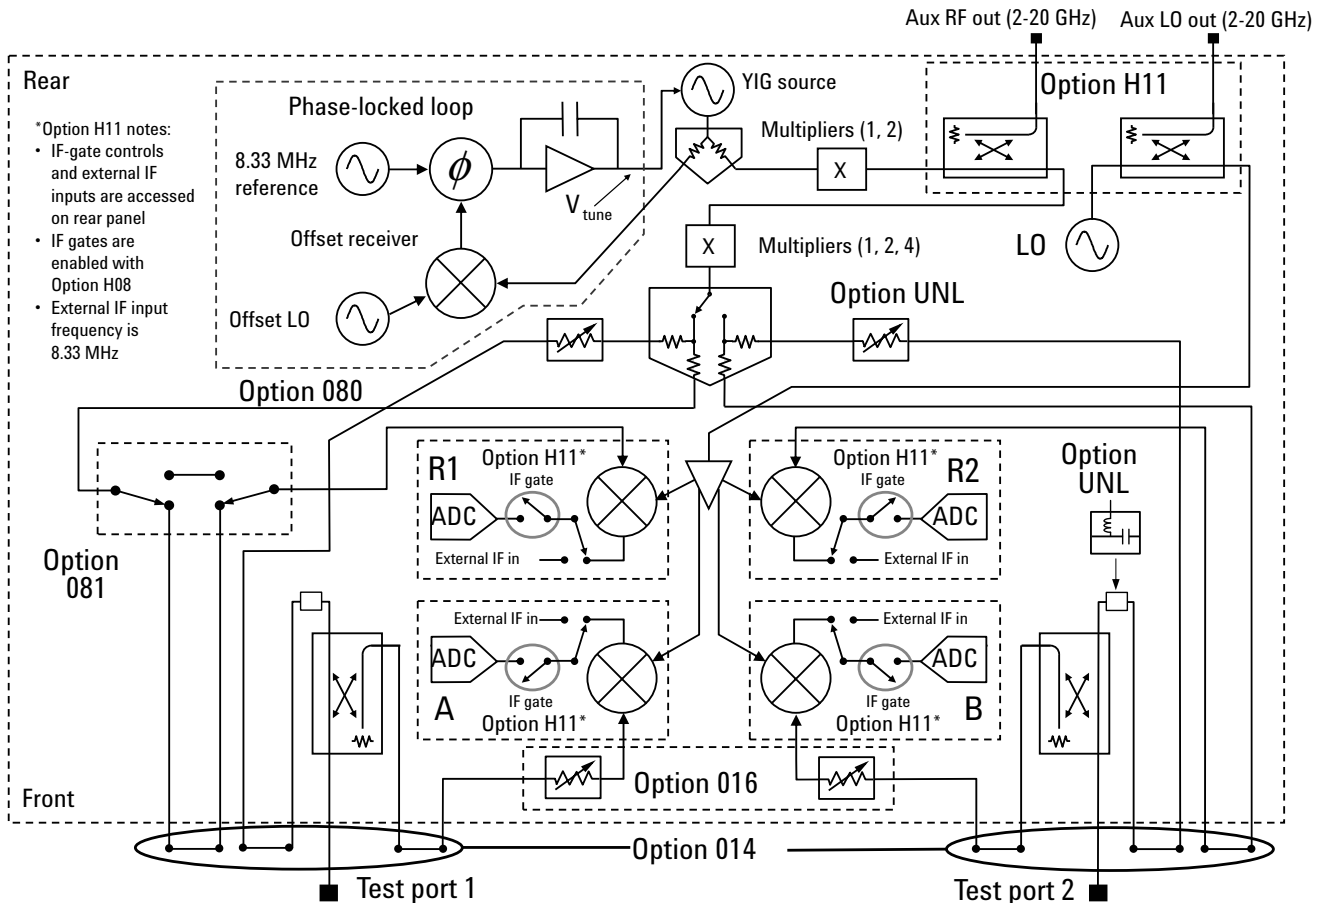 Aux RF out (2-20 GHz)
Aux LO out (2-20 GHz)
Rear
Phase-locked loop
YIG source
Option H11
*Option H11 notes:
• IF-gate controls
and external IF
inputs are accessed
on rear panel
• IF gates are
enabled with
Option H08
• External IF input
frequency is
8.33 MHz
8.33 MHz
reference
ϕ
V tune
Multipliers (1, 2)
X
Offset receiver
X
Multipliers (1, 2, 4)
LO
Offset LO
Option UNL
Option 080
R1
Option H11*
IF gate
ADC
External IF in
Option H11*
R2
IF gate
ADC
External IF in
Option
UNL
Option
081
External IF in
ADC
IF gate
A
Option H11*
External IF in
ADC
IF gate
B
Option H11*
Option 016
Front
Option 014
Test port 1
Test port 2